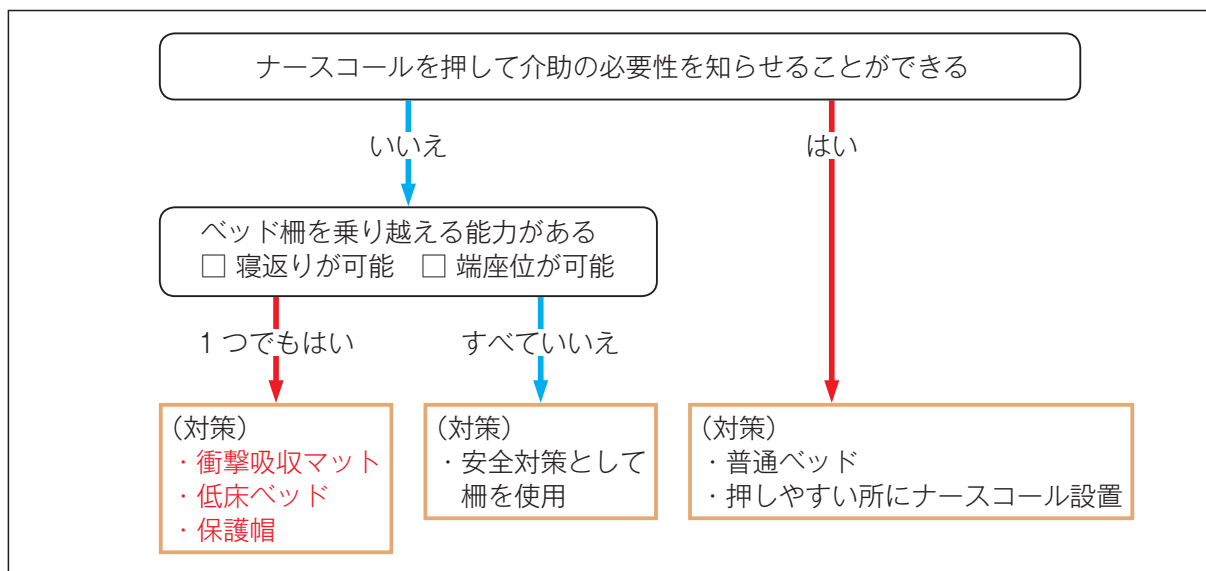 ナースコールを押して介助の必要性を知らせることができる
いいえ
はい
ベッド柵を乗り越える能力がある
□ 寝返りが可能 □ 端座位が可能
1つでもはい
すべていいえ
(対策)
・衝撃吸収マット
・低床ベッド
・保護帽
(対策)
・安全対策として
柵を使用
(対策)
・普通ベッド
・押しやすい所にナースコール設置